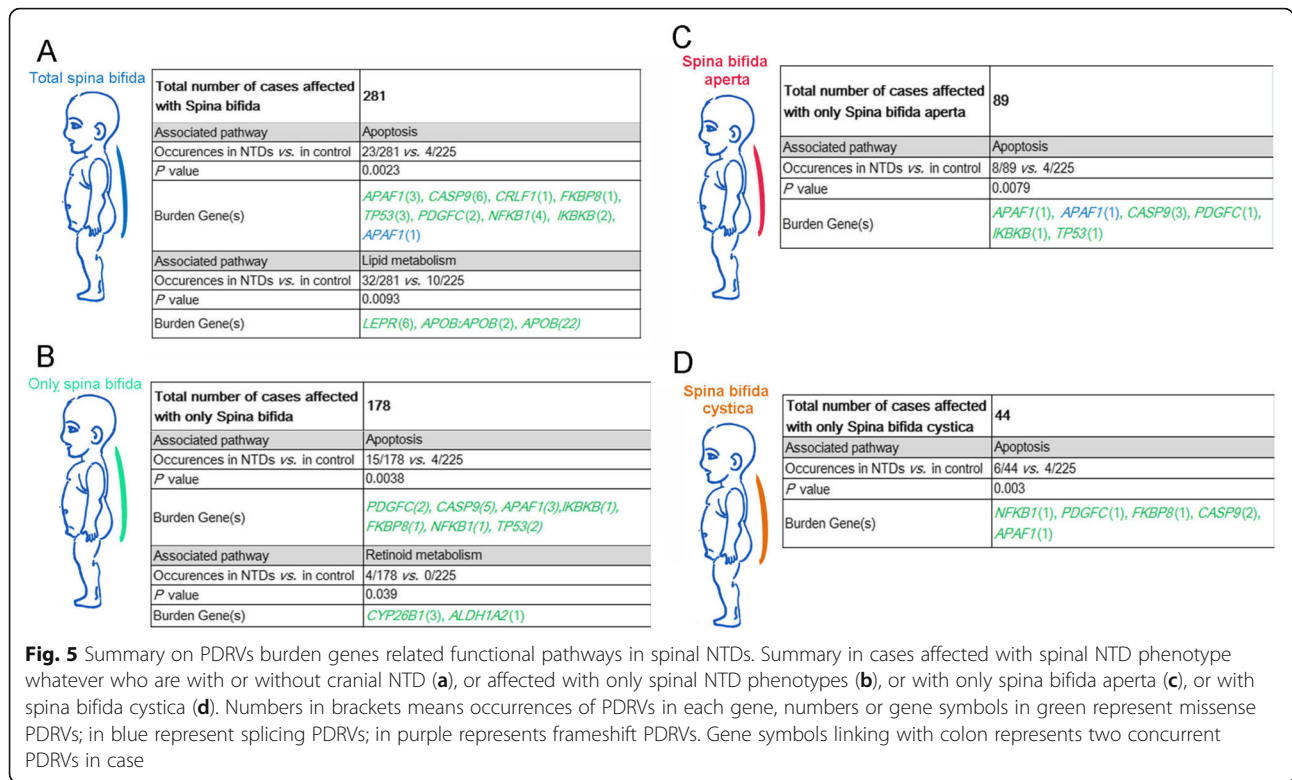 A
Total spina bifida
Total number of cases affected
with Spina bifida
281
Associated pathway Apoptosis
Occurences in NTDs vs. in control 23/281 vs. 4/225
P value 0.0023
Burden Gene(s)
APAF1(3), CASP9(6), CRLF1(1), FKBP8(1),
TP53(3), PDGFC(2), NFKB1(4), IKBKB(2),
APAF1(1)
Associated pathway Lipid metabolism
Occurences in NTDs vs. in control 32/281 vs. 10/225
P value 0.0093
Burden Gene(s) LEPR(6), APOB:APOB(2), APOB(22)
B
Only spina bifida
Total number of cases affected
with only Spina bifida
178
Associated pathway Apoptosis
Occurences in NTDs vs. in control 15/178 vs. 4/225
P value 0.0038
Burden Gene(s)
PDGFC(2), CASP9(5), APAF1(3),IKBKB(1),
FKBP8(1), NFKB1(1), TP53(2)
Associated pathway Retinoid metabolism
Occurences in NTDs vs. in control 4/178 vs. 0/225
P value 0.039
Burden Gene(s) CYP26B1(3), ALDH1A2(1)
C
Spina bifida
aperta
Total number of cases affected
with only Spina bifida aperta
89
Associated pathway Apoptosis
Occurences in NTDs vs. in control 8/89 vs. 4/225
P value 0.0079
Burden Gene(s)
APAF1(1), APAF1(1), CASP9(3), PDGFC(1),
IKBKB(1), TP53(1)
D
Spina bifida
cystica
Total number of cases affected
with only Spina bifida cystica
44
Associated pathway Apoptosis
Occurences in NTDs vs. in control 6/44 vs. 4/225
P value 0.003
Burden Gene(s)
NFKB1(1), PDGFC(1), FKBP8(1), CASP9(2),
APAF1(1)
Fig. 5 Summary on PDRVs burden genes related functional pathways in spinal NTDs. Summary in cases affected with spinal NTD phenotype
whatever who are with or without cranial NTD (a), or affected with only spinal NTD phenotypes (b), or with only spina bifida aperta (c), or with
spina bifida cystica (d). Numbers in brackets means occurrences of PDRVs in each gene, numbers or gene symbols in green represent missense
PDRVs; in blue represent splicing PDRVs; in purple represents frameshift PDRVs. Gene symbols linking with colon represents two concurrent
PDRVs in case